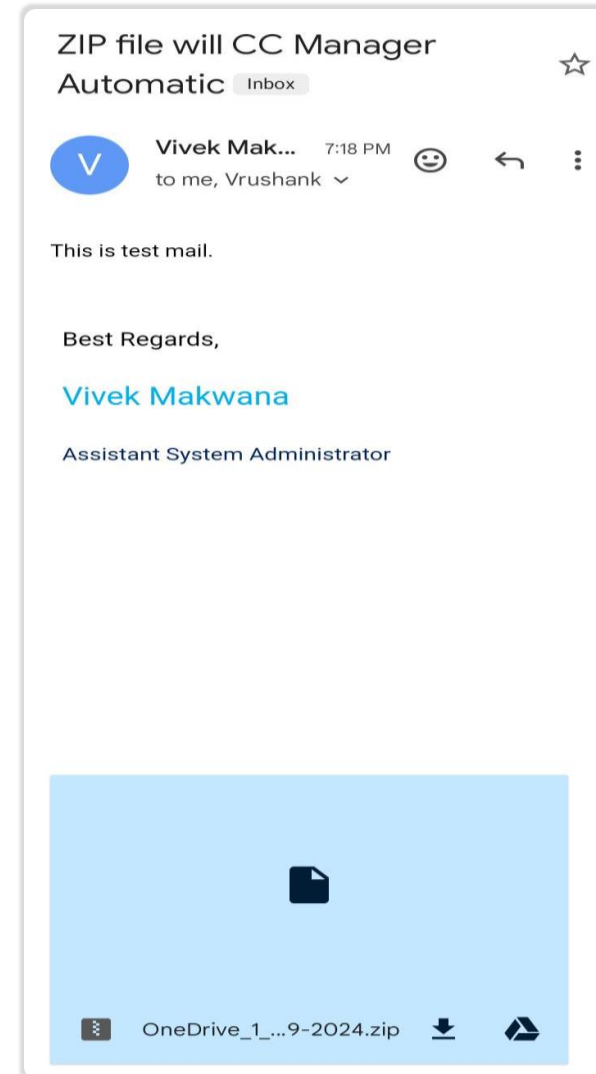 ZIP file will CC Manager
Automatic Inbox
V
Vivek Mak... 7:18 PM
to me, Vrushank
This is test mail.
Best Regards,
Vivek Makwana
Assistant System Administrator
OneDrive_1_...9-2024.zip